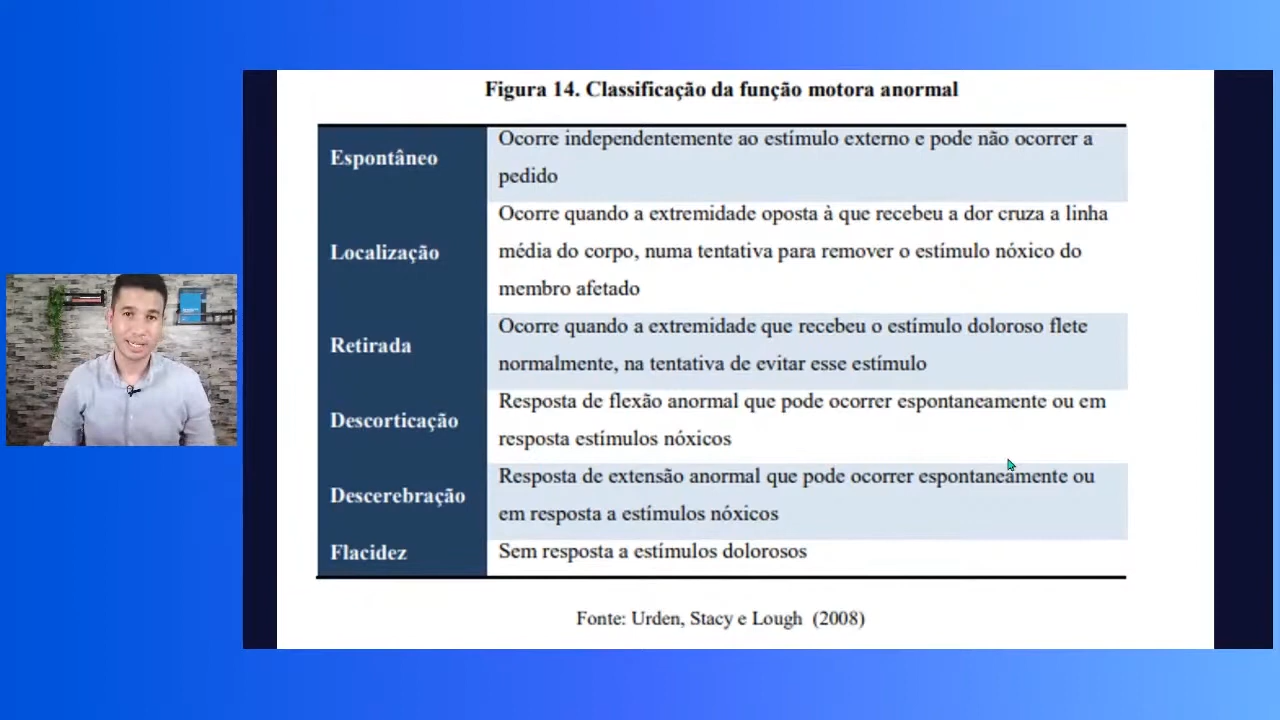 Figura 14. Classificação da função motora anormal
Espontâneo
Ocorre independentemente ao estímulo externo e pode não ocorrer a
pedido
Localização
Ocorre quando a extremidade oposta à que recebeu a dor cruza a linha
média do corpo, numa tentativa para remover o estímulo nóxico do
membro afetado
Retirada
Ocorre quando a extremidade que recebeu o estímulo doloroso flete
normalmente, na tentativa de evitar esse estímulo
Descorticação
Resposta de flexão anormal que pode ocorrer espontaneamente ou em
resposta estímulos nóxicos
Descerebração
Resposta de extensão anormal que pode ocorrer espontaneamente ou
em resposta a estímulos nóxicos
Flacidez
Sem resposta a estímulos dolorosos
Fonte: Urden, Stacy e Lough (2008)